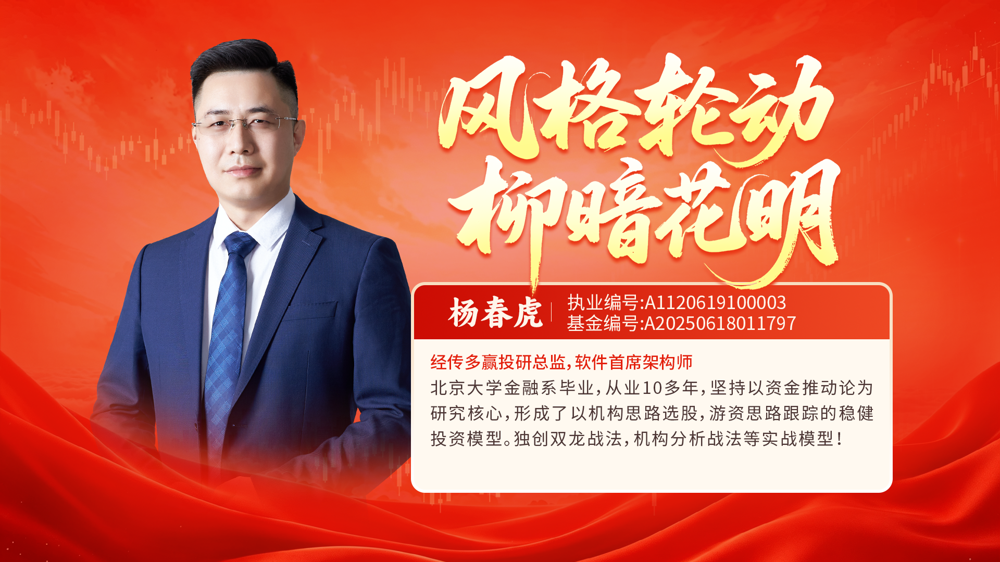 风格轮动
柳暗花明
杨春虎
执业编号:A1120619100003
基金编号:A20250618011797
经传多赢投研总监,软件首席架构师
北京大学金融系毕业,从业10多年,坚持以资金推动论为
研究核心,形成了以机构思路选股,游资思路跟踪的稳健
投资模型。独创双龙战法,机构分析战法等实战模型!